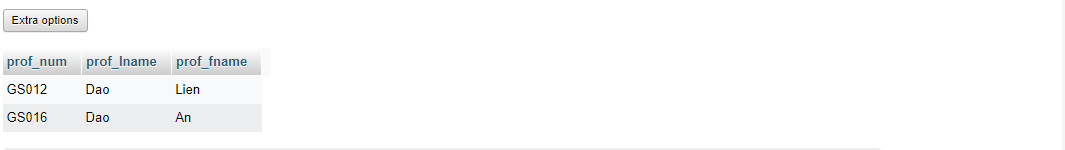 Extra options
prof_num prof_lname prof_fname
GS012 Dao Lien
GS016 Dao An